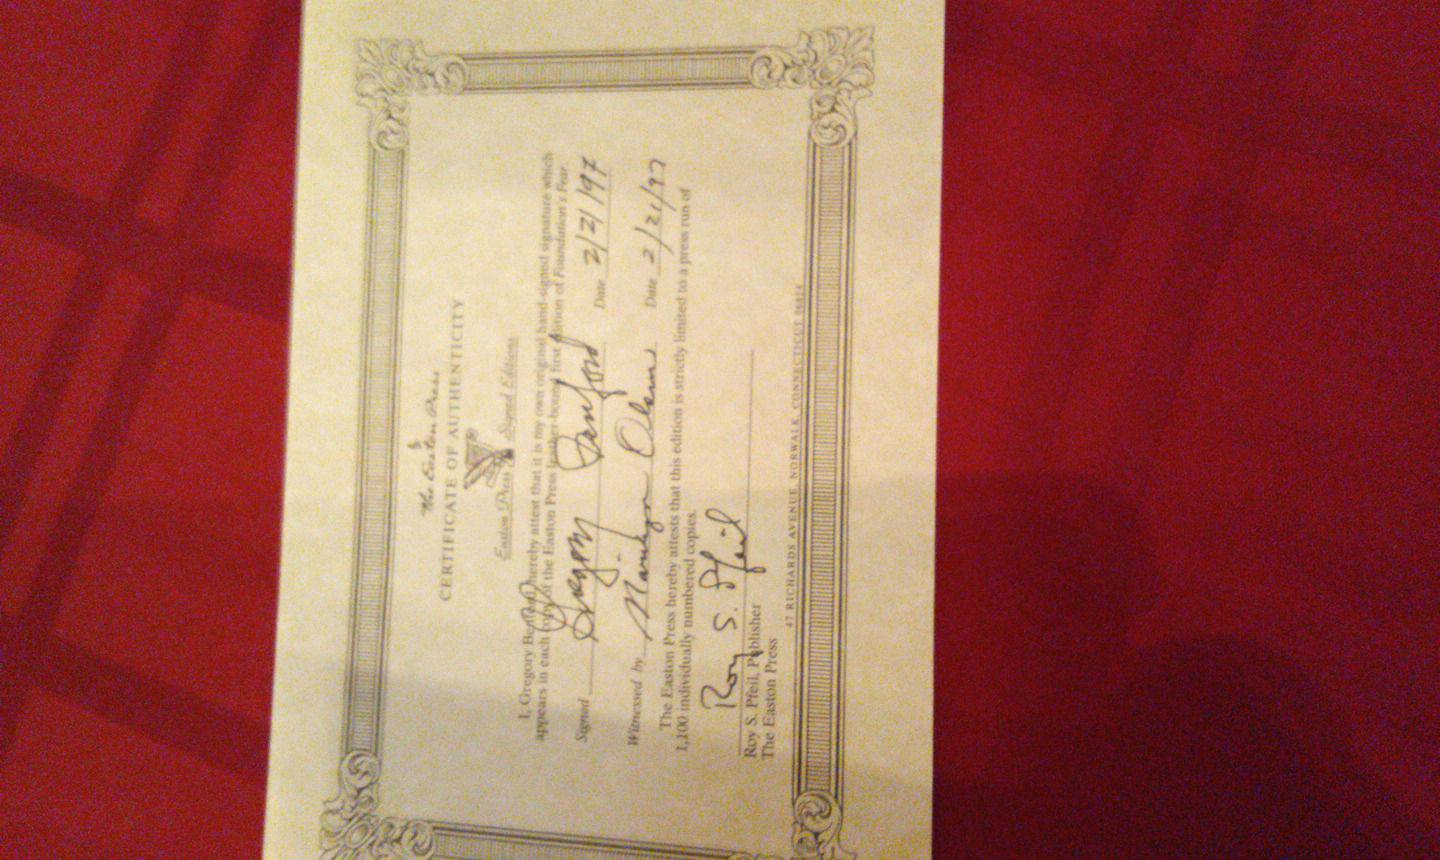 The Easton Press
CERTIFICATE OF AUTHENTICITY
Easton Press Signed Editions
I, Gregory Benford hereby attest that it is my own original hand-signed signature which
appears in each copy of the Easton Press leather-bound first edition of Foundation's Fear.
Signed Gregory Benford Date 2/21/97
Witnessed by Marilyn Olsen Date 2/21/97
The Easton Press hereby attests that this edition is strictly limited to a press run of
1,100 individually numbered copies.
Roy S. Pfeil
Roy S. Pfeil, Publisher
The Easton Press
47 RICHARDS AVENUE, NORWALK, CONNECTICUT 06854